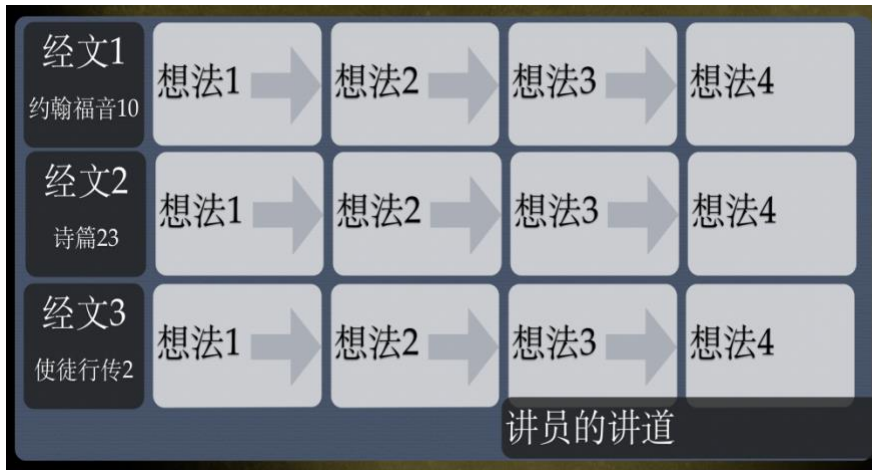 经文1
约翰福音10
想法1
想法2
想法3
想法4
经文2
诗篇23
想法1
想法2
想法3
想法4
经文3
使徒行传2
想法1
想法2
想法3
想法4
讲员的讲道